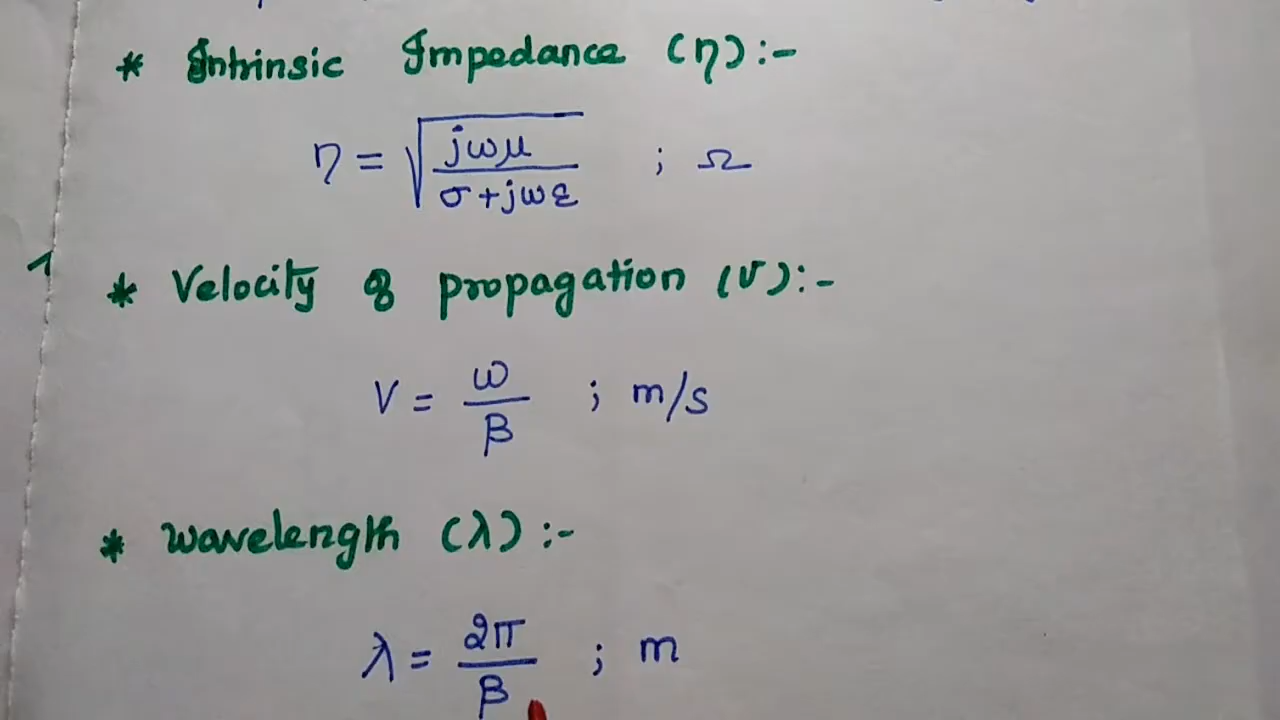 * Intrinsic Impedance (η):-
η = √(jωμ / σ+jωε) ; Ω
* Velocity of propagation (v):-
V = ω / β ; m/s
* Wavelength (λ):-
λ = 2π / β ; m